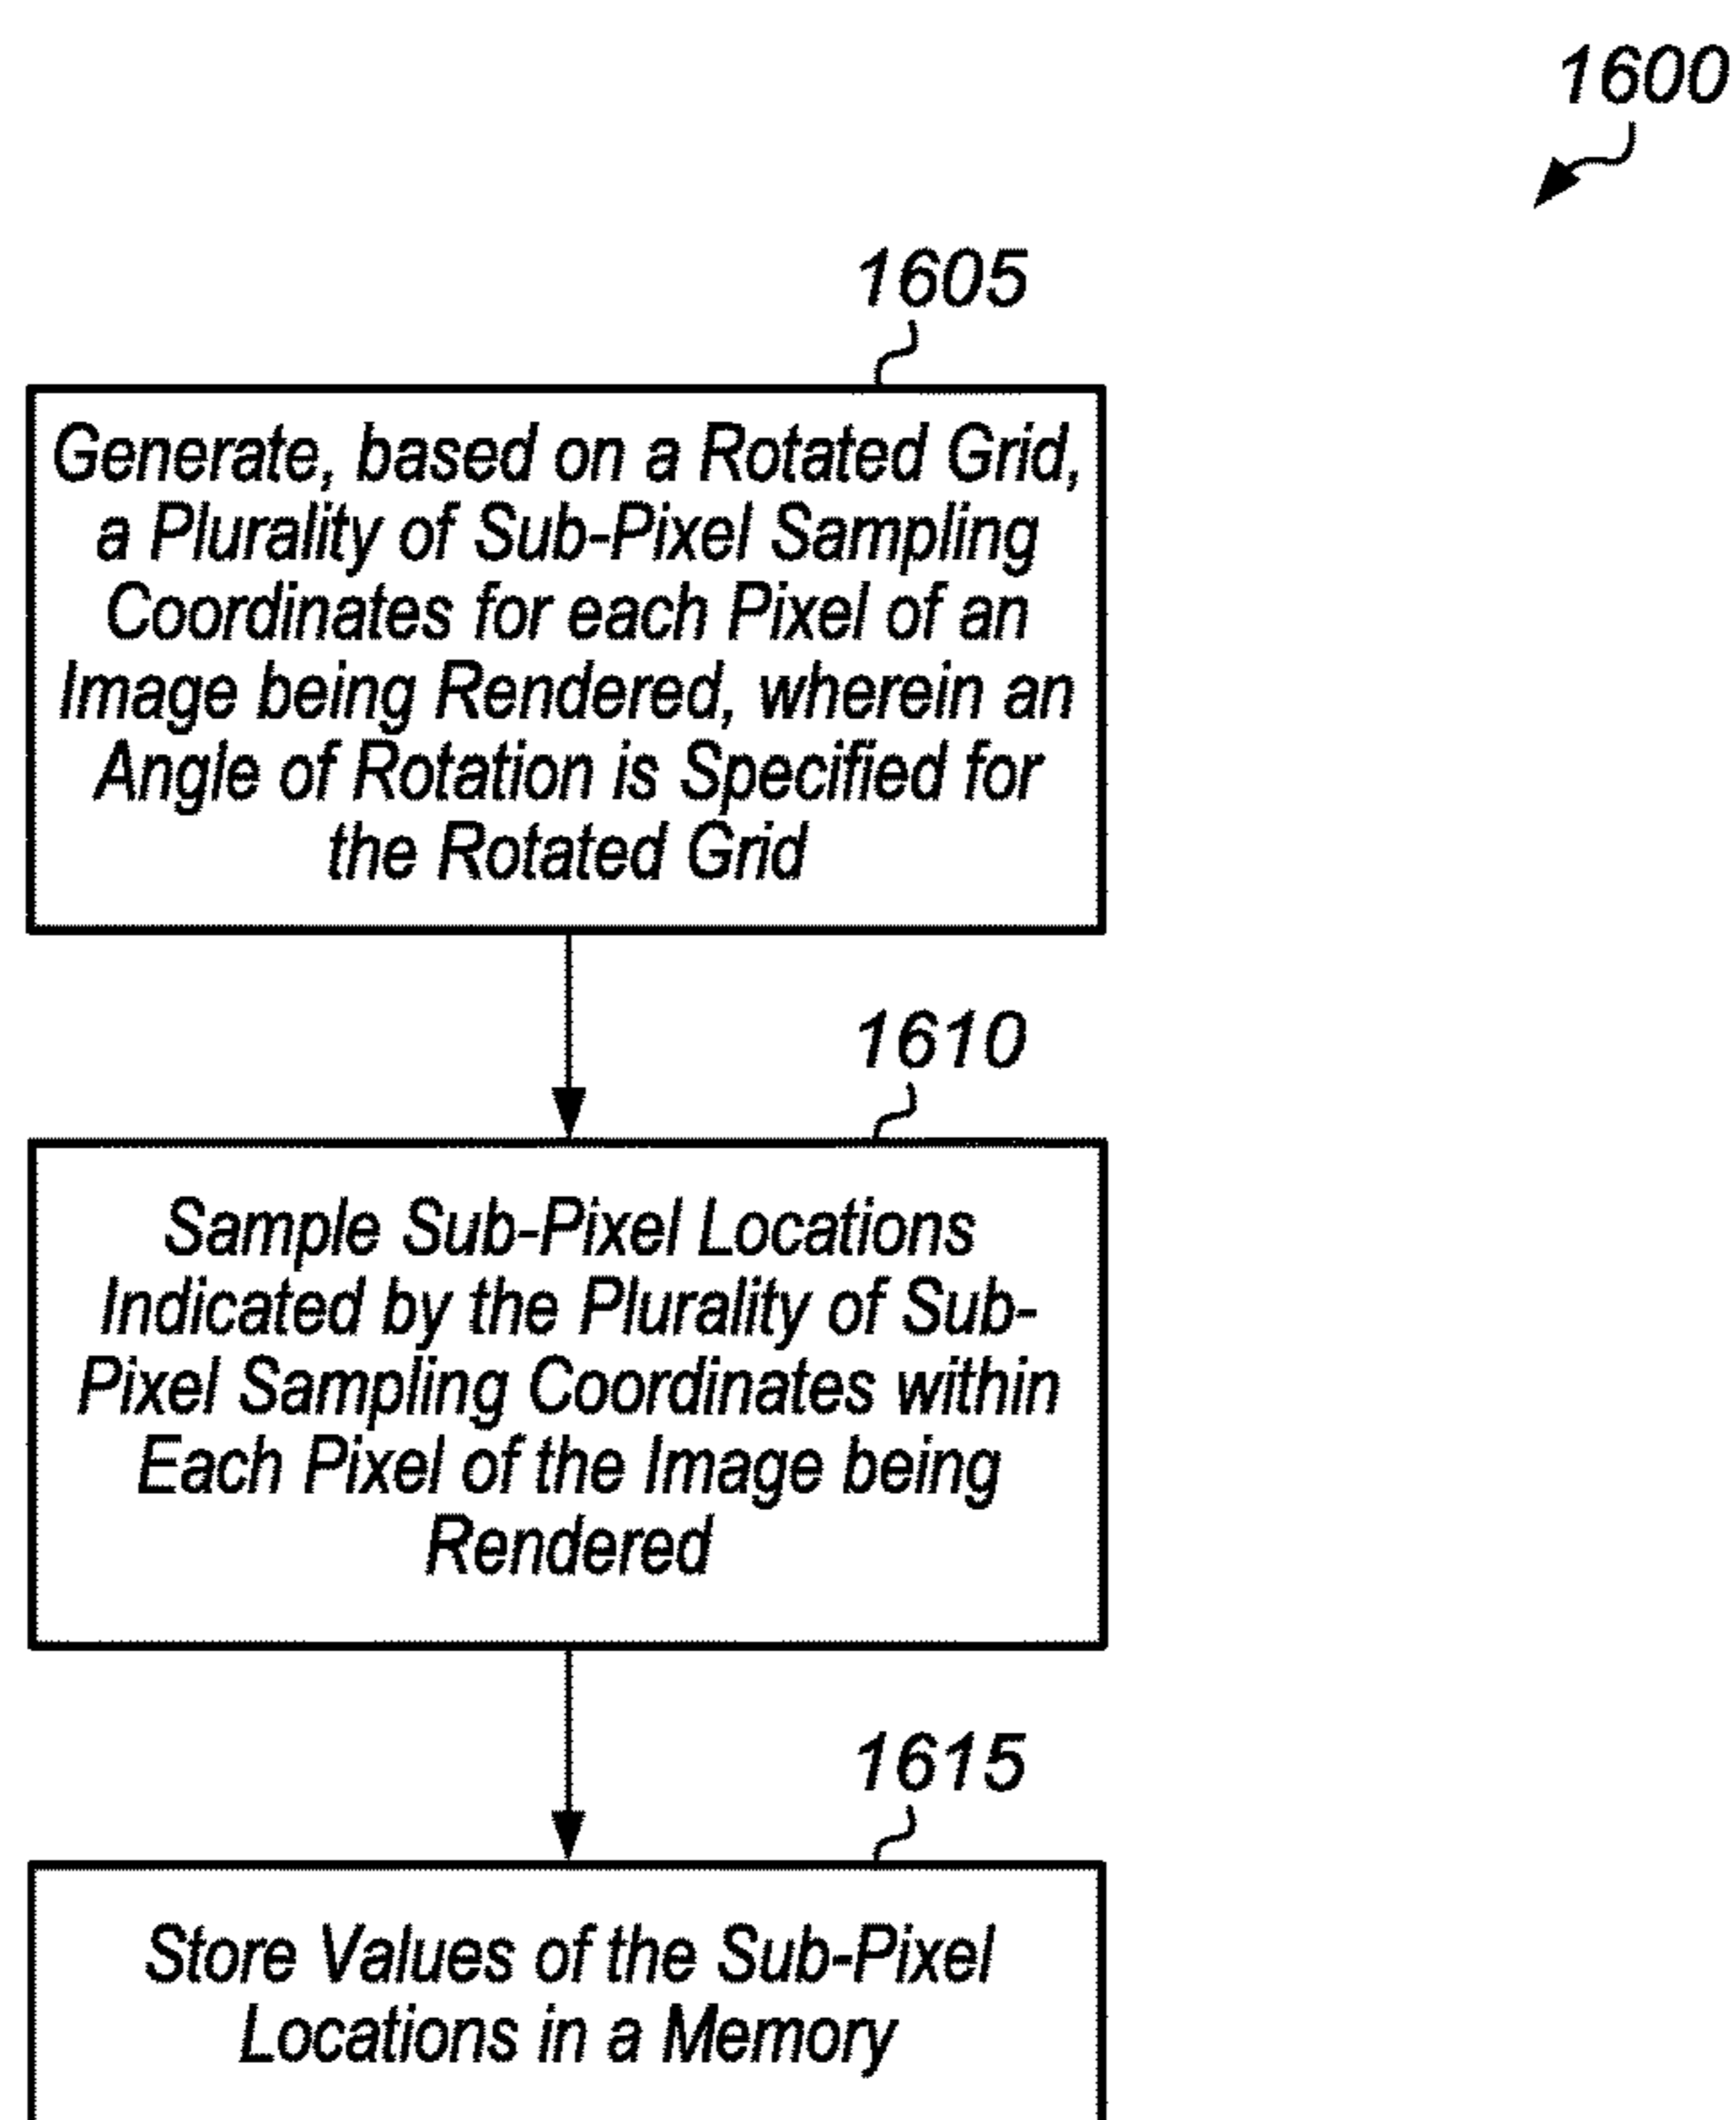 1600
1605
Generate, based on a Rotated Grid,
a Plurality of Sub-Pixel Sampling
Coordinates for each Pixel of an
Image being Rendered, wherein an
Angle of Rotation is Specified for
the Rotated Grid
1610
Sample Sub-Pixel Locations
Indicated by the Plurality of Sub-
Pixel Sampling Coordinates within
Each Pixel of the Image being
Rendered
1615
Store Values of the Sub-Pixel
Locations in a Memory